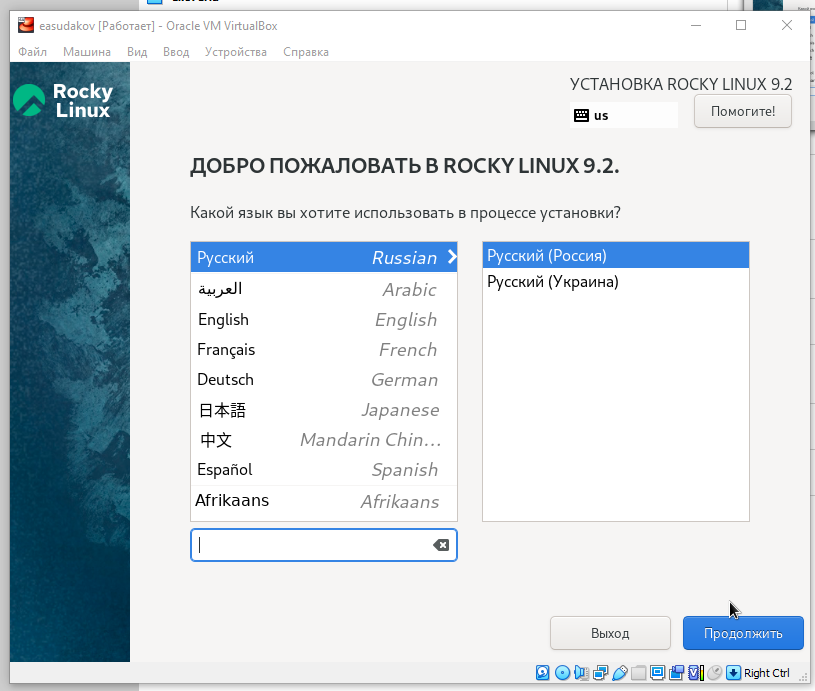 easudakov [Работает] - Oracle VM VirtualBox
Файл Машина Вид Ввод Устройства Справка
Rocky
Linux
УСТАНОВКА ROCKY LINUX 9.2
us
Помогите!
ДОБРО ПОЖАЛОВАТЬ В ROCKY LINUX 9.2.
Какой язык вы хотите использовать в процессе установки?
Русский Russian
العربية Arabic
English English
Français French
Deutsch German
日本語 Japanese
中文 Mandarin Chin…
Español Spanish
Afrikaans Afrikaans
Русский (Россия)
Русский (Украина)
Выход
Продолжить
Right Ctrl